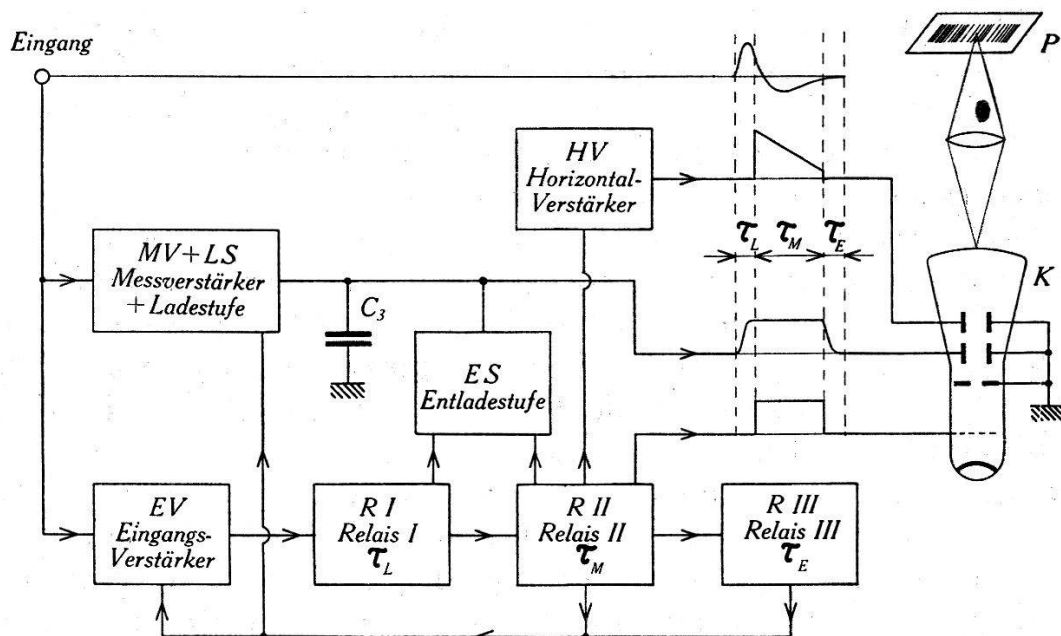 Eingang
P
HV
Horizontal-
Verstärker
τL τM τE
MV+LS
Messverstärker
+ Ladestufe
C3
K
ES
Entladestufe
EV
Eingangs-
Verstärker
R I
Relais I
τL
R II
Relais II
τM
R III
Relais III
τE